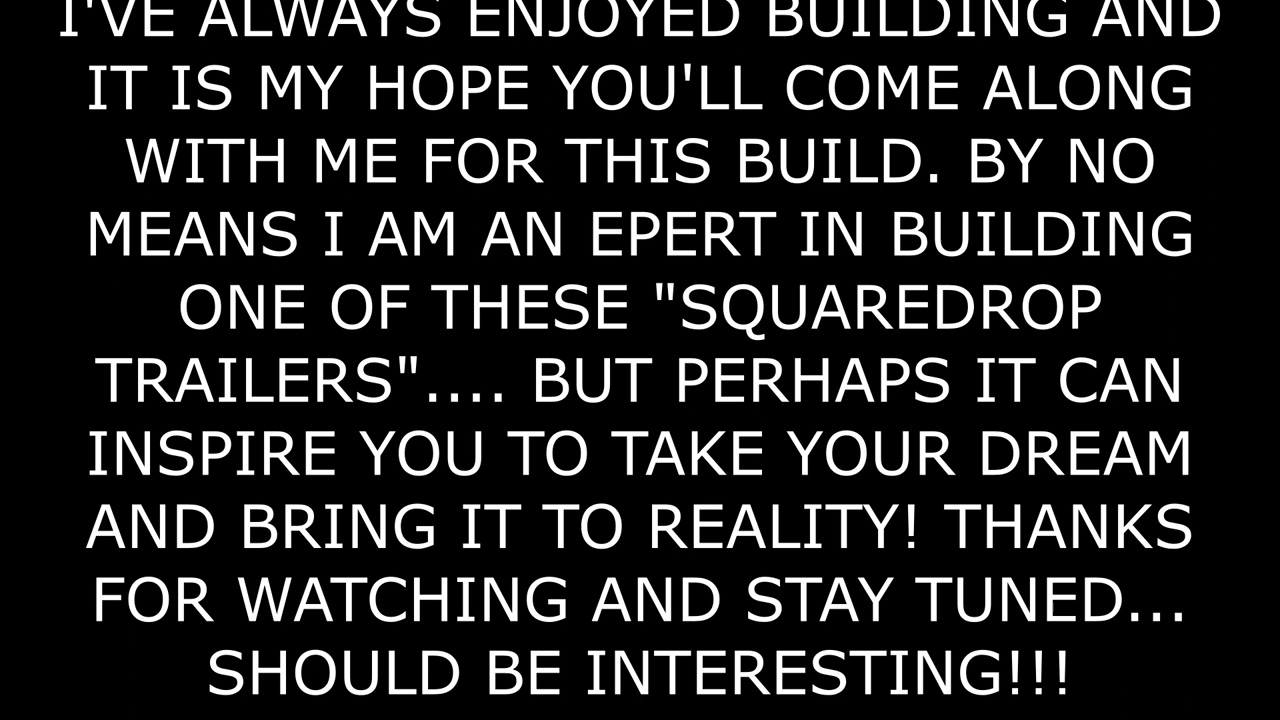 I'VE ALWAYS ENJOYED BUILDING AND
IT IS MY HOPE YOU'LL COME ALONG
WITH ME FOR THIS BUILD. BY NO
MEANS I AM AN EPERT IN BUILDING
ONE OF THESE "SQUAREDROP
TRAILERS".... BUT PERHAPS IT CAN
INSPIRE YOU TO TAKE YOUR DREAM
AND BRING IT TO REALITY! THANKS
FOR WATCHING AND STAY TUNED...
SHOULD BE INTERESTING!!!